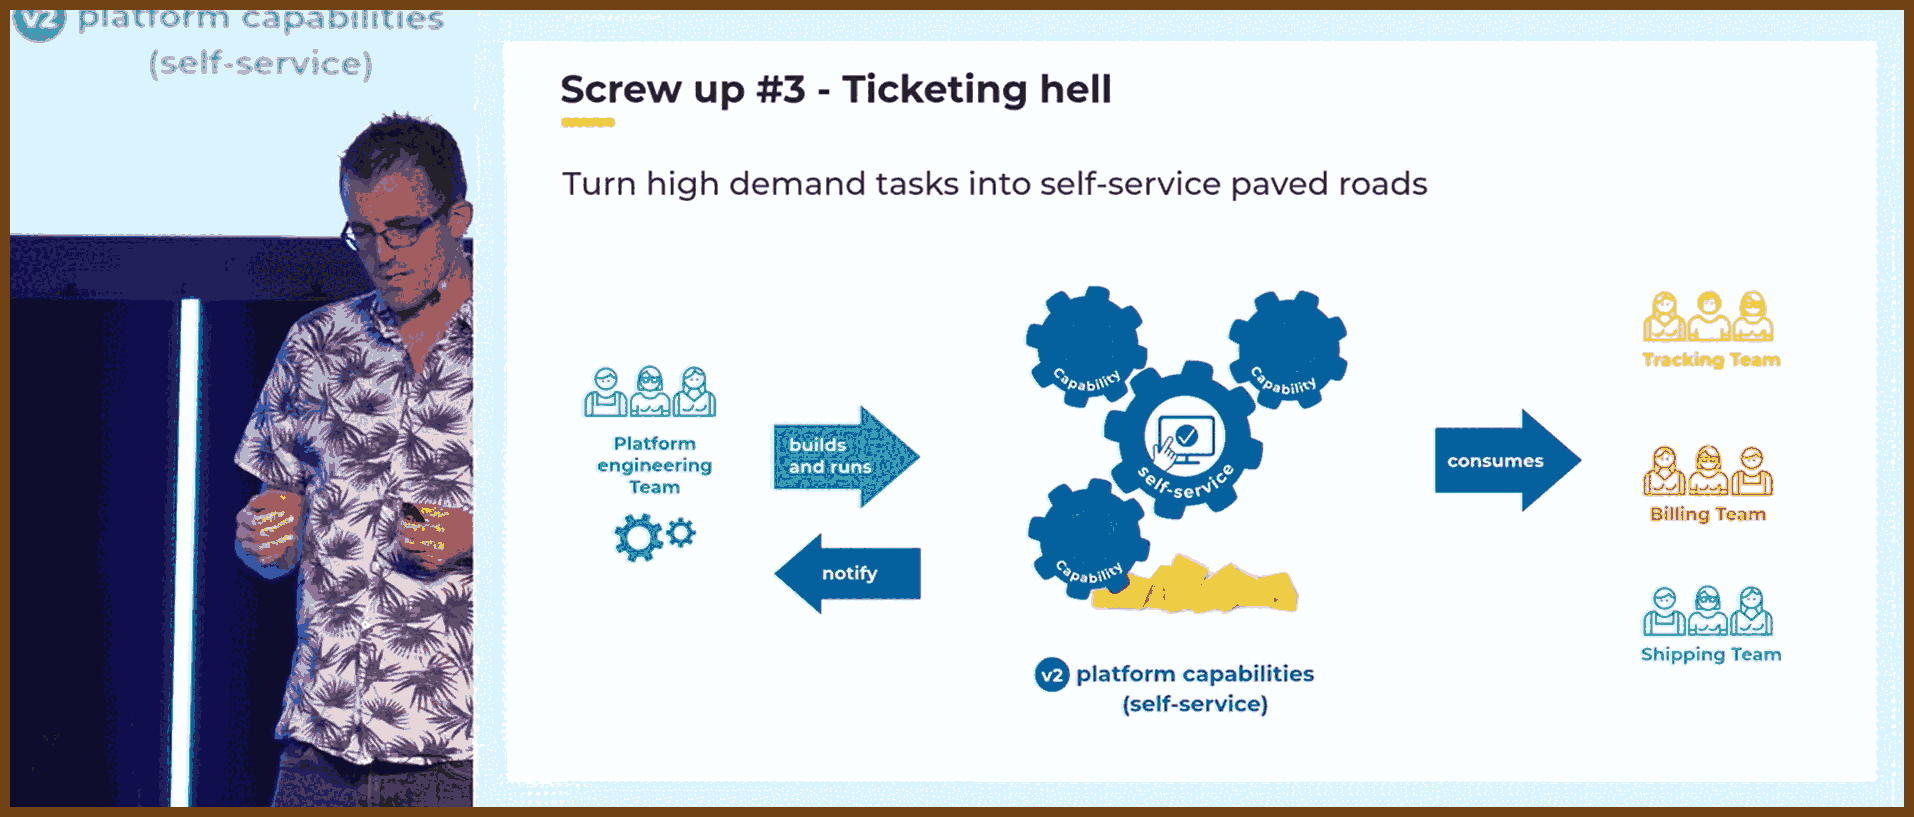 v2 platform capabilities
(self-service)
Screw up #3 - Ticketing hell
Turn high demand tasks into self-service paved roads
Platform
engineering
Team
builds
and runs
notify
Capability
Capability
self-service
Capability
v2 platform capabilities
(self-service)
consumes
Tracking Team
Billing Team
Shipping Team